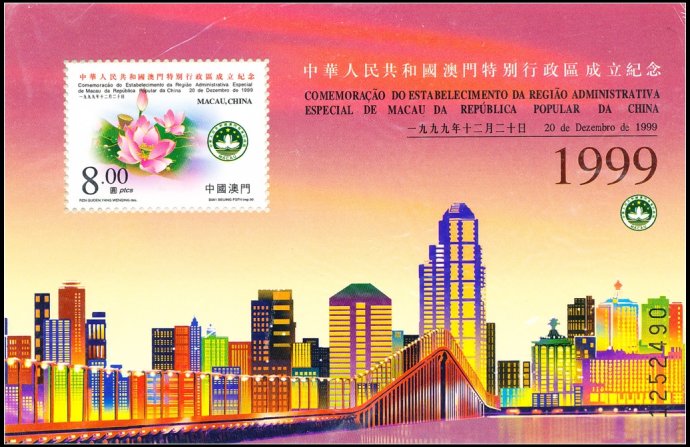 中華人民共和國澳門特別行政區成立紀念
Comemoração do Estabelecimento da Região Administrativa Especial
de Macau da República Popular da China 20 de Dezembro de 1999
一九九九年十二月二十日
MACAU, CHINA
8.00
圓 ptcs
中國澳門
中華人民共和國澳門特別行政區成立紀念
COMEMORAÇÃO DO ESTABELECIMENTO DA REGIÃO ADMINISTRATIVA
ESPECIAL DE MACAU DA REPÚBLICA POPULAR DA CHINA
一九九九年十二月二十日 20 de Dezembro de 1999
1999
MACAU
1252490